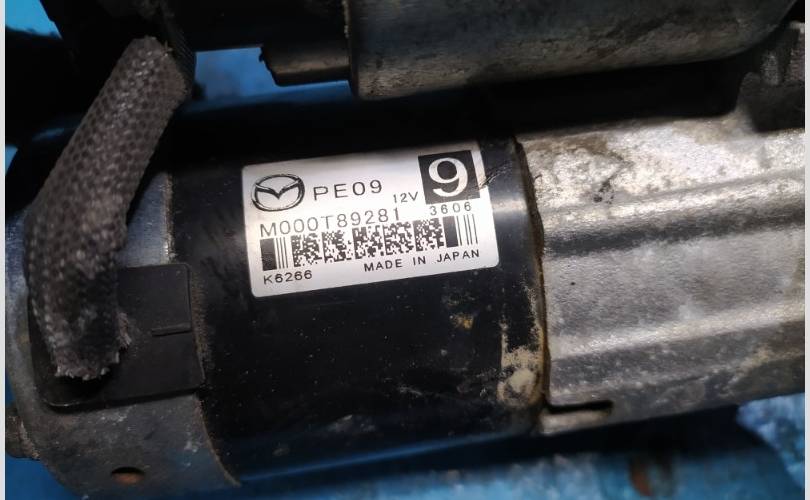 PE09 12V 9
M000T89281 3606
K6266 MADE IN JAPAN